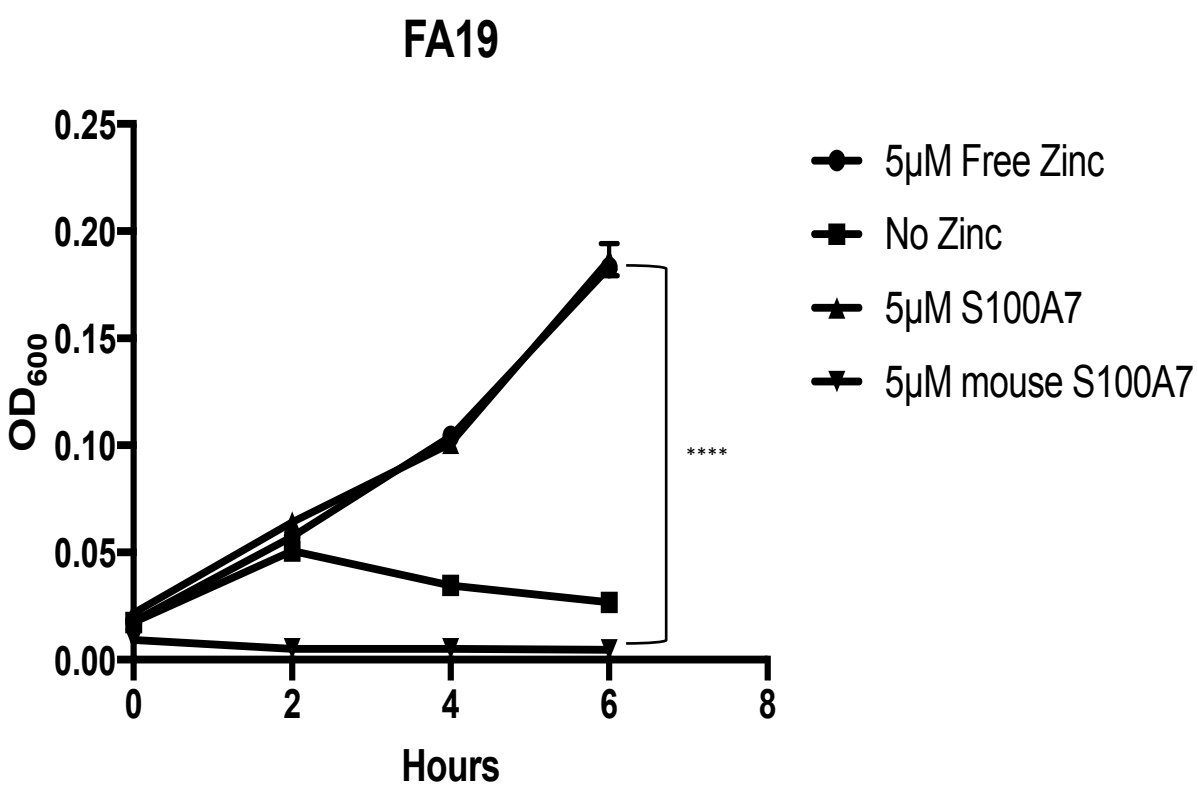 FA19
0.25
0.20
0.15
0.10
0.05
0.00
OD600
0
2
4
6
8
Hours
5µM Free Zinc
No Zinc
5µM S100A7
5µM mouse S100A7
****